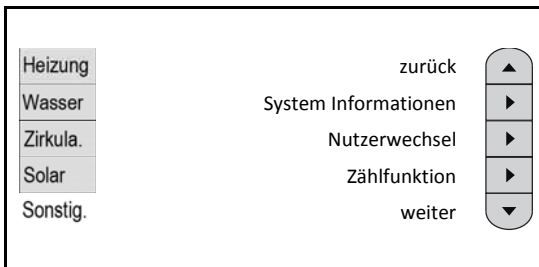 Heizung zurück
Wasser System Informationen
Zirkula. Nutzerwechsel
Solar Zählfunktion
Sonstig. weiter